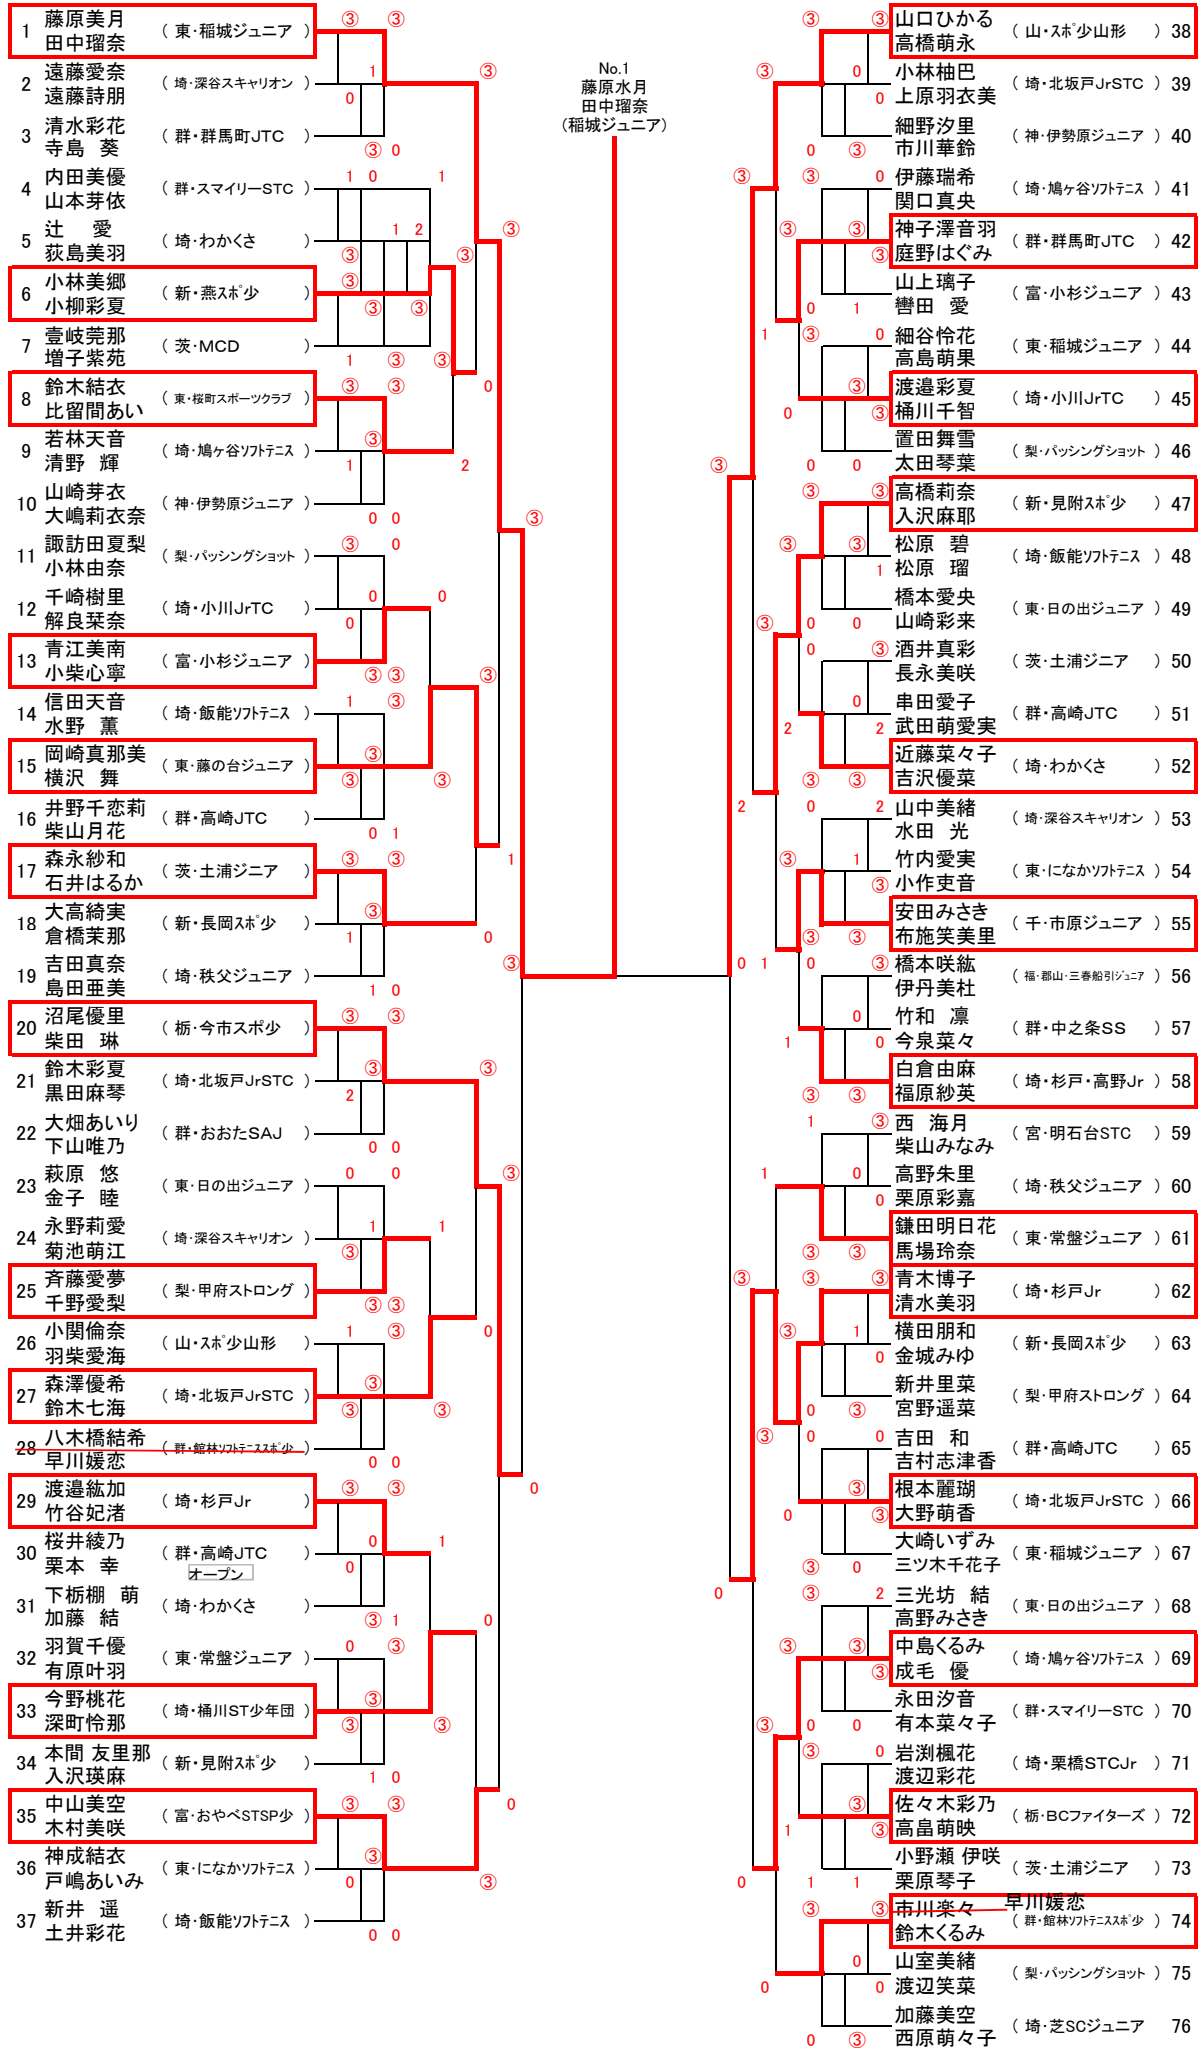 No.1
藤原水月
田中瑠奈
(稲城ジュニア)
1 藤原美月 田中瑠奈 (東・稲城ジュニア)
2 遠藤愛奈 遠藤詩朋 (埼・深谷スキャリオン)
3 清水彩花 寺島 葵 (群・群馬町JTC)
4 内田美優 山本芽依 (群・スマイリーSTC)
5 辻 愛 荻島美羽 (埼・わかくさ)
6 小林美郷 小柳彩夏 (新・燕スポ少)
7 壹岐莞那 増子紫苑 (茨・MCD)
8 鈴木結衣 比留間あい (東・桜町スポーツクラブ)
9 若林天音 清野 輝 (埼・鳩ヶ谷ソフトテニス)
10 山崎芽衣 大嶋莉衣奈 (神・伊勢原ジュニア)
11 諏訪田夏梨 小林由奈 (梨・パッシングショット)
12 千崎樹里 解良栞奈 (埼・小川JrTC)
13 青江美南 小柴心寧 (富・小杉ジュニア)
14 信田天音 水野 薫 (埼・飯能ソフトテニス)
15 岡崎真那美 横沢 舞 (東・藤の台ジュニア)
16 井野千恋莉 柴山月花 (群・高崎JTC)
17 森永紗和 石井はるか (茨・土浦ジニア)
18 大高綺実 倉橋茉那 (新・長岡スポ少)
19 吉田真奈 島田亜美 (埼・秩父ジュニア)
20 沼尾優里 柴田 琳 (栃・今市スポ少)
21 鈴木彩夏 黒田麻琴 (埼・北坂戸JrSTC)
22 大畑あいり 下山唯乃 (群・おおたSAJ)
23 萩原 悠 金子 睦 (東・日の出ジュニア)
24 永野莉愛 菊池萌江 (埼・深谷スキャリオン)
25 斉藤愛夢 千野愛梨 (梨・甲府ストロング)
26 小関倫奈 羽柴愛海 (山・スポ少山形)
27 森澤優希 鈴木七海 (埼・北坂戸JrSTC)
28 八木橋結希 早川媛恋 (群・館林ソフトテニススポ少)
29 渡邉紘加 竹谷妃渚 (埼・杉戸Jr)
30 桜井綾乃 栗本 幸 (群・高崎JTC)
オープン
31 下栃棚 萌 加藤 結 (埼・わかくさ)
32 羽賀千優 有原叶羽 (東・常盤ジュニア)
33 今野桃花 深町怜那 (埼・桶川ST少年団)
34 本間 友里那 入沢瑛麻 (新・見附スポ少)
35 中山美空 木村美咲 (富・おやべSTSP少)
36 神成結衣 戸嶋あいみ (東・になかソフトテニス)
37 新井 遥 土井彩花 (埼・飯能ソフトテニス)
山口ひかる 高橋萌永 (山・スポ少山形) 38
小林柚巴 上原羽衣美 (埼・北坂戸JrSTC) 39
細野汐里 市川華鈴 (神・伊勢原ジュニア) 40
伊藤瑞希 関口真央 (埼・鳩ヶ谷ソフトテニス) 41
神子澤音羽 庭野はぐみ (群・群馬町JTC) 42
山上璃子 轡田 愛 (富・小杉ジュニア) 43
細谷怜花 高島萌果 (東・稲城ジュニア) 44
渡邉彩夏 桶川千智 (埼・小川JrTC) 45
置田舞雪 太田琴葉 (梨・パッシングショット) 46
高橋莉奈 入沢麻耶 (新・見附スポ少) 47
松原 碧 松原 瑠 (埼・飯能ソフトテニス) 48
橋本愛央 山崎彩来 (東・日の出ジュニア) 49
酒井真彩 長永美咲 (茨・土浦ジニア) 50
串田愛子 武田萌愛実 (群・高崎JTC) 51
近藤菜々子 吉沢優菜 (埼・わかくさ) 52
山中美緒 水田 光 (埼・深谷スキャリオン) 53
竹内愛実 小作吏音 (東・になかソフトテニス) 54
安田みさき 布施笑美里 (千・市原ジュニア) 55
橋本咲紘 伊丹美杜 (福・郡山・三春船引ジュニア) 56
竹和 凛 今泉菜々 (群・中之条SS) 57
白倉由麻 福原紗英 (埼・杉戸・高野Jr) 58
西 海月 柴山みなみ (宮・明石台STC) 59
高野朱里 栗原彩嘉 (埼・秩父ジュニア) 60
鎌田明日花 馬場玲奈 (東・常盤ジュニア) 61
青木博子 清水美羽 (埼・杉戸Jr) 62
横田朋和 金城みゆ (新・長岡スポ少) 63
新井里菜 宮野遥菜 (梨・甲府ストロング) 64
吉田 和 吉村志津香 (群・高崎JTC) 65
根本麗瑚 大野萌香 (埼・北坂戸JrSTC) 66
大崎いずみ 三ツ木千花子 (東・稲城ジュニア) 67
三光坊 結 高野みさき (東・日の出ジュニア) 68
中島くるみ 成毛 優 (埼・鳩ヶ谷ソフトテニス) 69
永田汐音 有本菜々子 (群・スマイリーSTC) 70
岩渕楓花 渡辺彩花 (埼・栗橋STCJr) 71
佐々木彩乃 高畠萌映 (栃・BCファイターズ) 72
小野瀬 伊咲 栗原琴子 (茨・土浦ジニア) 73
早川媛恋
市川楽々 鈴木くるみ (群・館林ソフトテニススポ少) 74
山室美緒 渡辺笑菜 (梨・パッシングショット) 75
加藤美空 西原萌々子 (埼・芝SCジュニア 76